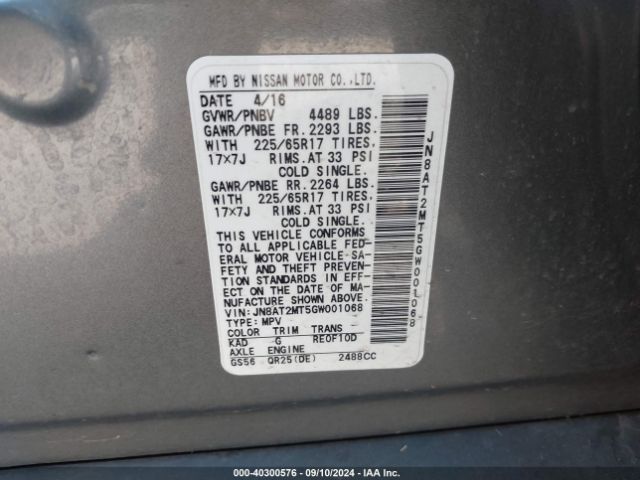 MFD BY NISSAN MOTOR CO.,LTD.
DATE 4/16
GVWR/PNBV 4489 LBS.
GAWR/PNBE FR. 2293 LBS.
WITH 225/65R17 TIRES,
17×7J RIMS.AT 33 PSI
COLD SINGLE.
GAWR/PNBE RR. 2264 LBS.
WITH 225/65R17 TIRES,
17×7J RIMS.AT 33 PSI
COLD SINGLE.
THIS VEHICLE CONFORMS
TO ALL APPLICABLE FED-
ERAL MOTOR VEHICLE SA-
FETY AND THEFT PREVEN-
TION STANDARDS IN EFF-
ECT ON THE DATE OF MA-
NUFACTURE SHOWN ABOVE.
VIN: JN8AT2MT5GW001068
TYPE: MPV
COLOR TRIM TRANS
KAD G RE0F10D
AXLE ENGINE
GS56 QR25(DE) 2488CC
JN8AT2MT5GW001068
000-40300576 - 09/10/2024 - IAA Inc.